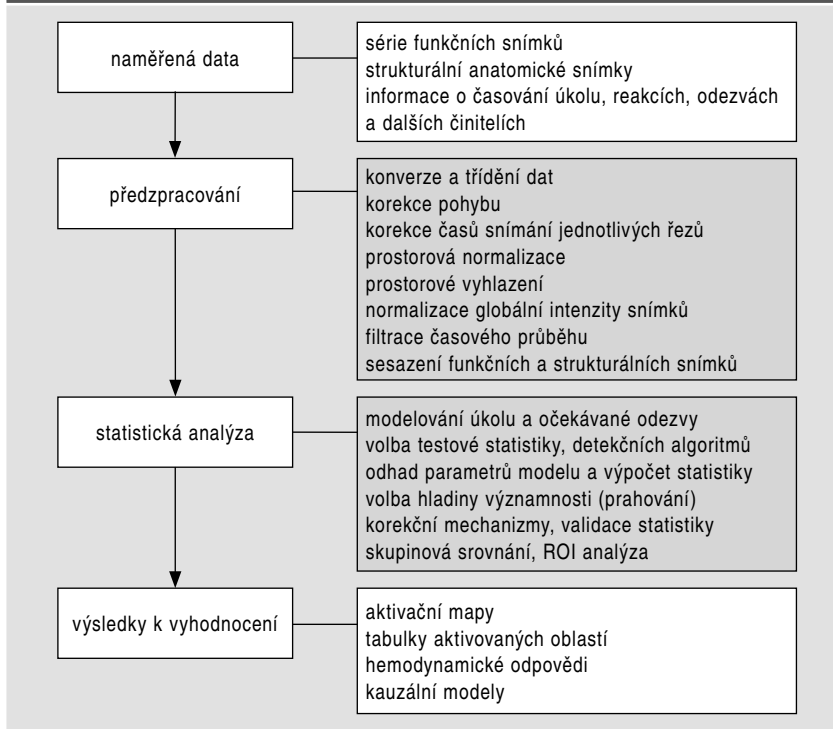 naměřená data
série funkčních snímků
strukturální anatomické snímky
informace o časování úkolu, reakcích, odezvách
a dalších činitelích
předzpracování
konverze a třídění dat
korekce pohybu
korekce časů snímání jednotlivých řezů
prostorová normalizace
prostorové vyhlazení
normalizace globální intenzity snímků
filtrace časového průběhu
sesazení funkčních a strukturálních snímků
statistická analýza
modelování úkolu a očekávané odezvy
volba testové statistiky, detekčních algoritmů
odhad parametrů modelu a výpočet statistiky
volba hladiny významnosti (prahování)
korekční mechanizmy, validace statistiky
skupinová srovnání, ROI analýza
výsledky k vyhodnocení
aktivační mapy
tabulky aktivovaných oblastí
hemodynamické odpovědi
kauzální modely